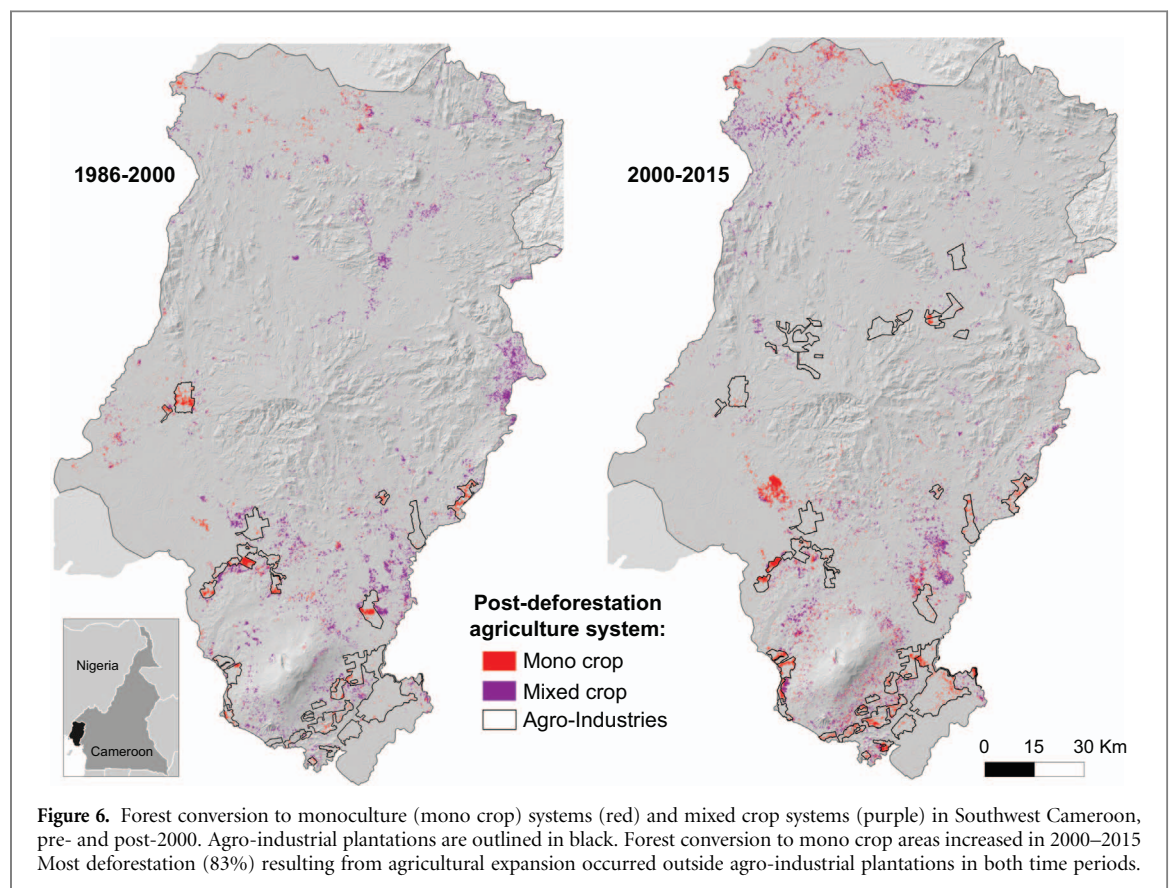 1986-2000
2000-2015
Post-deforestation
agriculture system:
Mono crop
Mixed crop
Agro-Industries
Nigeria
Cameroon
0 15 30 Km
Figure 6. Forest conversion to monoculture (mono crop) systems (red) and mixed crop systems (purple) in Southwest Cameroon,
pre- and post-2000. Agro-industrial plantations are outlined in black. Forest conversion to mono crop areas increased in 2000–2015
Most deforestation (83%) resulting from agricultural expansion occurred outside agro-industrial plantations in both time periods.